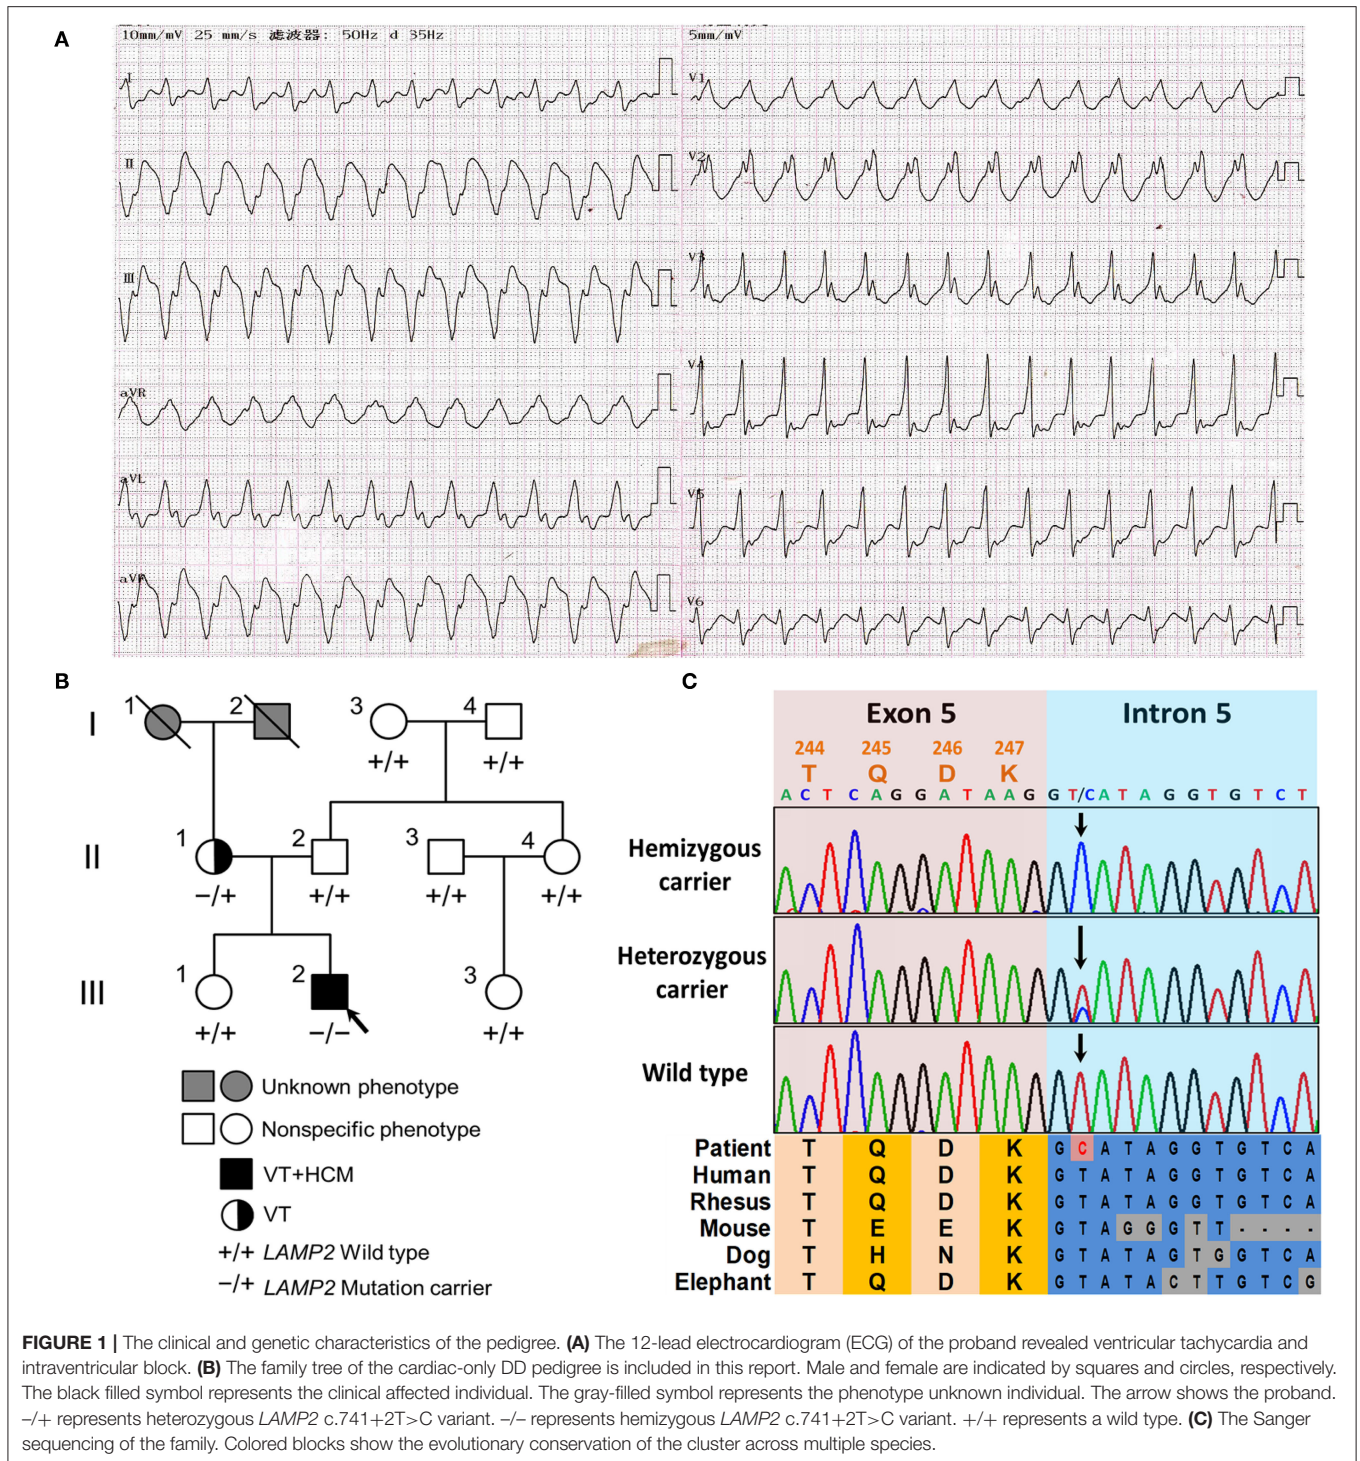 A
10mm/mV 25 mm/s 滤波器: 50Hz d 35Hz
5mm/mV
I
II
III
aVR
aVL
aVF
V1
V2
V3
V4
V5
V6
B
I
1
2
3
4
+/+
+/+
II
1
2
3
4
–/+
+/+
+/+
+/+
III
1
2
3
+/+
–/–
+/+
Unknown phenotype
Nonspecific phenotype
VT+HCM
VT
+/+ LAMP2 Wild type
–/+ LAMP2 Mutation carrier
C
Exon 5
Intron 5
244 245 246 247
T Q D K
A C T C A G G A T A A G G T/C A T A G G T G T C T
Hemizygous
carrier
Heterozygous
carrier
Wild type
Patient T Q D K G C A T A G G T G T C A
Human T Q D K G T A T A G G T G T C A
Rhesus T Q D K G T A T A G G T G T C A
Mouse T E E K G T A G G G T T - - - -
Dog T H N K G T A T A G T G G T C A
Elephant T Q D K G T A T A C T T G T C G
FIGURE 1 | The clinical and genetic characteristics of the pedigree. (A) The 12-lead electrocardiogram (ECG) of the proband revealed ventricular tachycardia and
intraventricular block. (B) The family tree of the cardiac-only DD pedigree is included in this report. Male and female are indicated by squares and circles, respectively.
The black filled symbol represents the clinical affected individual. The gray-filled symbol represents the phenotype unknown individual. The arrow shows the proband.
–/+ represents heterozygous LAMP2 c.741+2T>C variant. –/– represents hemizygous LAMP2 c.741+2T>C variant. +/+ represents a wild type. (C) The Sanger
sequencing of the family. Colored blocks show the evolutionary conservation of the cluster across multiple species.